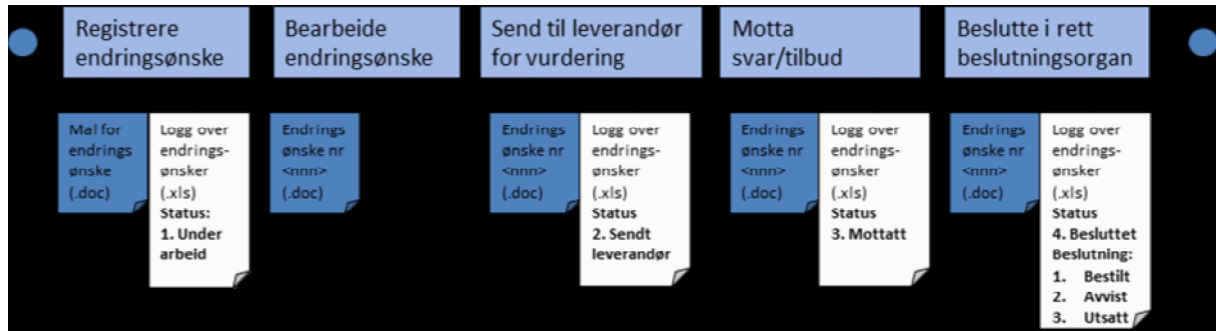 Registrere
endringsønske
Bearbeide
endringsønske
Send til leverandør
for vurdering
Motta
svar/tilbud
Beslutte i rett
beslutningsorgan
Mal for
endrings
ønske
(.doc)
Logg over
endrings-
ønsker
(.xls)
Status:
1. Under
arbeid
Endrings
ønske nr
<nnn>
(.doc)
Endrings
ønske nr
<nnn>
(.doc)
Logg over
endrings-
ønsker
(.xls)
Status
2. Sendt
leverandør
Endrings
ønske nr
<nnn>
(.doc)
Logg over
endrings-
ønsker
(.xls)
Status
3. Mottatt
Endrings
ønske nr
<nnn>
(.doc)
Logg over
endrings-
ønsker
(.xls)
Status
4. Besluttet
Beslutning:
1. Bestilt
2. Avvist
3. Utsatt